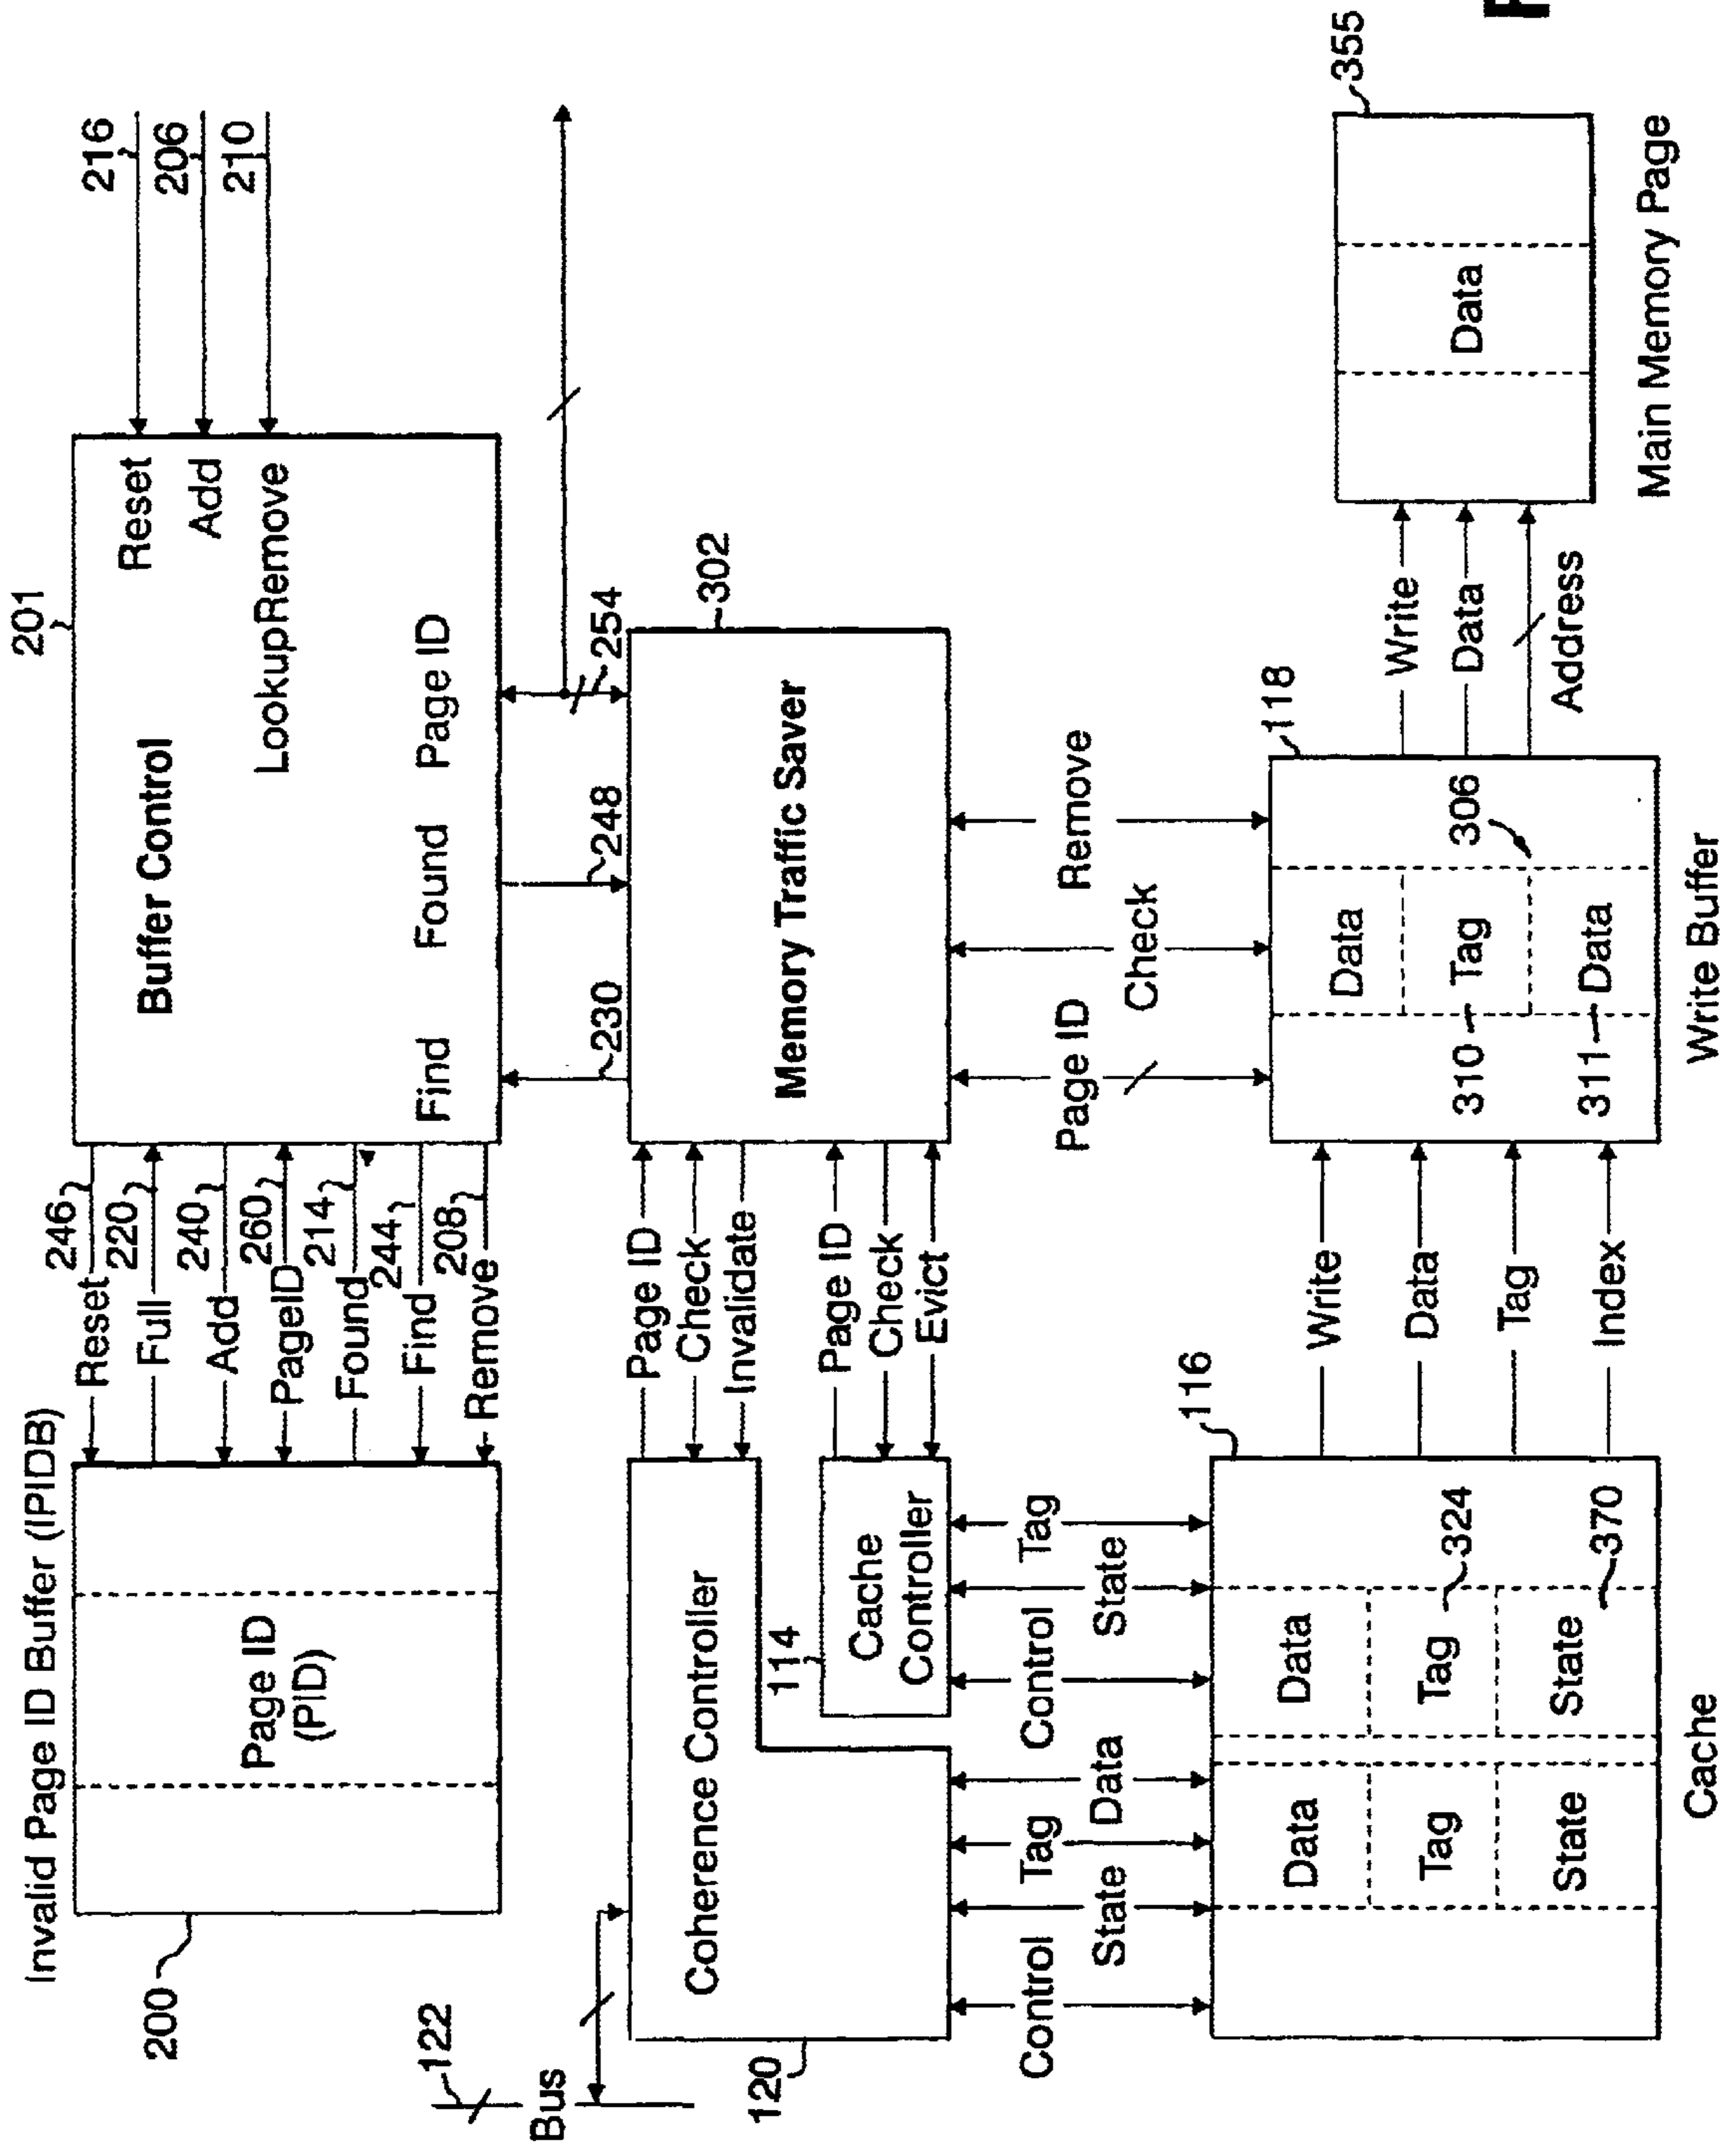 Invalid Page ID Buffer (IPIDB)
200
Page ID
(PID)
Reset
246
Full
220
Add
240
PageID
260
Found
214
Find
244
Remove
208
201
Buffer Control
Reset
Add
LookupRemove
Find
Found
Page ID
216
206
210
122
Bus
120
Coherence Controller
114
Cache
Controller
Page ID
Check
Invalidate
Page ID
Check
Evict
230
248
254
302
Memory Traffic Saver
Control
State
Tag
Data
Control
State
Tag
Page ID
Check
Remove
116
Data
Tag
State
Data
Tag
324
State
370
Cache
Write
Data
Tag
Index
118
Data
310
Tag
306
311
Data
Write Buffer
Write
Data
Address
355
Data
Main Memory Page